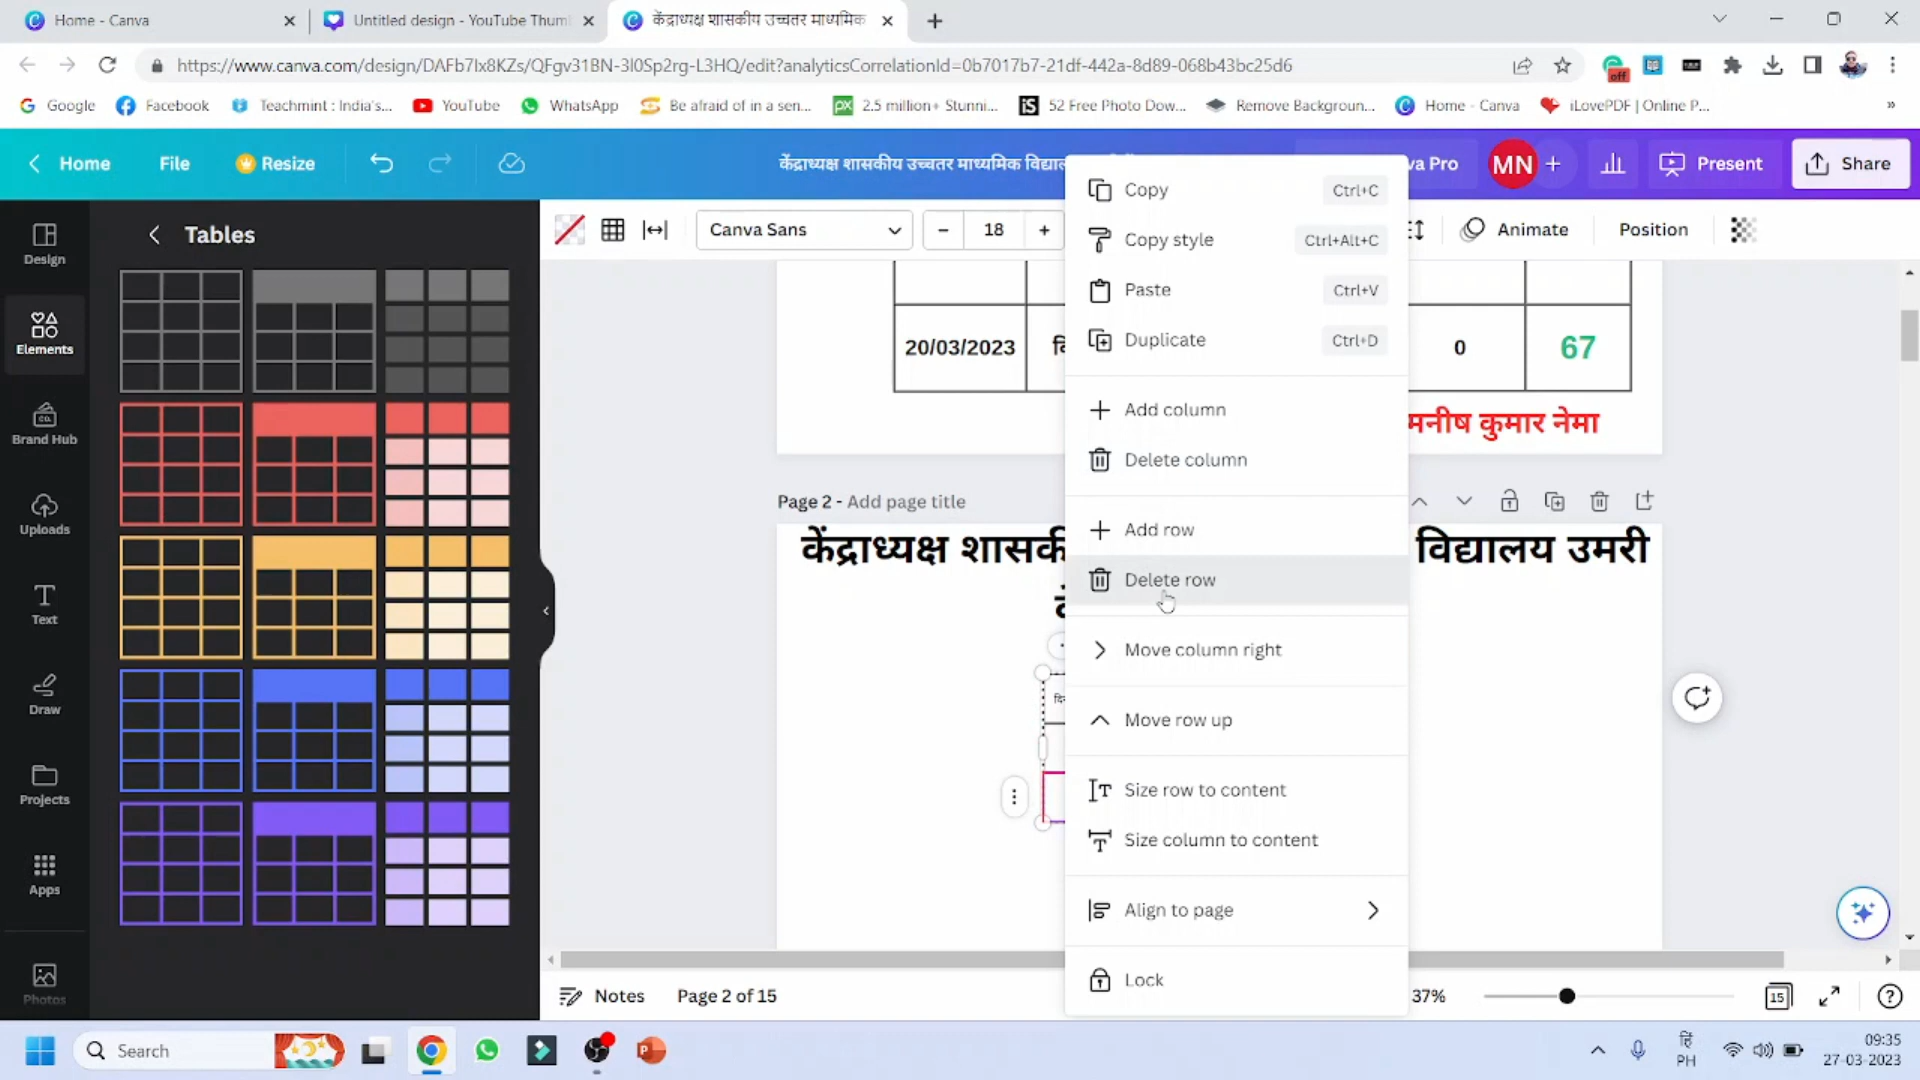 Home - Canva
Untitled design - YouTube Thum
केंद्राध्यक्ष शासकीय उच्चतर माध्यमिक
https://www.canva.com/design/DAFb7Ix8KZs/QFgv31BN-3l0Sp2rg-L3HQ/edit?analyticsCorrelationId=0b7017b7-21df-442a-8d89-068b43bc25d6
off
Google
Facebook
Teachmint : India's...
YouTube
WhatsApp
Be afraid of in a sen...
2.5 million+ Stunni...
52 Free Photo Dow...
Remove Backgroun...
Home - Canva
iLovePDF | Online P...
Home
File
Resize
केंद्राध्यक्ष शासकीय उच्चतर माध्यमिक विद्याल
va Pro
MN
Present
Share
Design
Elements
Brand Hub
Uploads
Text
Draw
Projects
Apps
Photos
Tables
Canva Sans
18
Animate
Position
20/03/2023
0
67
मनीष कुमार नेमा
Page 2 - Add page title
केंद्राध्यक्ष शासकी
विद्यालय उमरी
Copy Ctrl+C
Copy style Ctrl+Alt+C
Paste Ctrl+V
Duplicate Ctrl+D
Add column
Delete column
Add row
Delete row
Move column right
Move row up
Size row to content
Size column to content
Align to page
Lock
Notes
Page 2 of 15
37%
15
Search
हिं
PH
09:35
27-03-2023